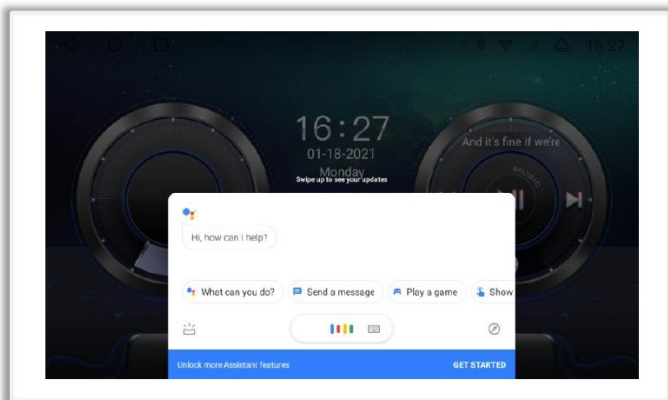 16:27
16:27
01-18-2021
Monday
And it's fine if we're
MUSIC
Swipe up to see your updates
Hi, how can I help?
What can you do?
Send a message
Play a game
Show
Unlock more Assistant features
GET STARTED